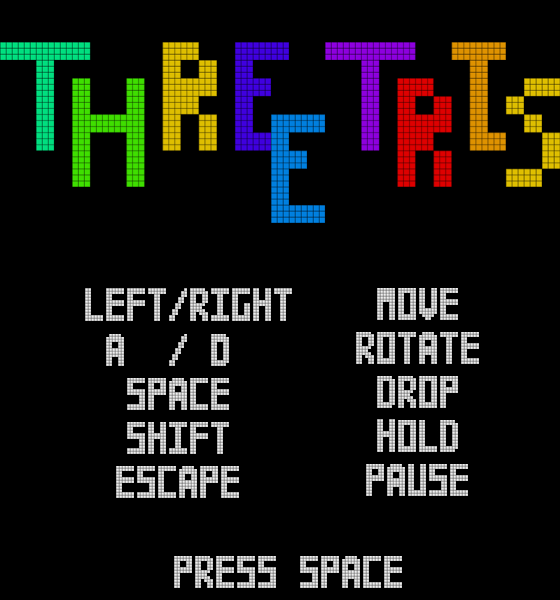 THREETRIS
LEFT/RIGHT MOVE
A / D ROTATE
SPACE DROP
SHIFT HOLD
ESCAPE PAUSE
PRESS SPACE